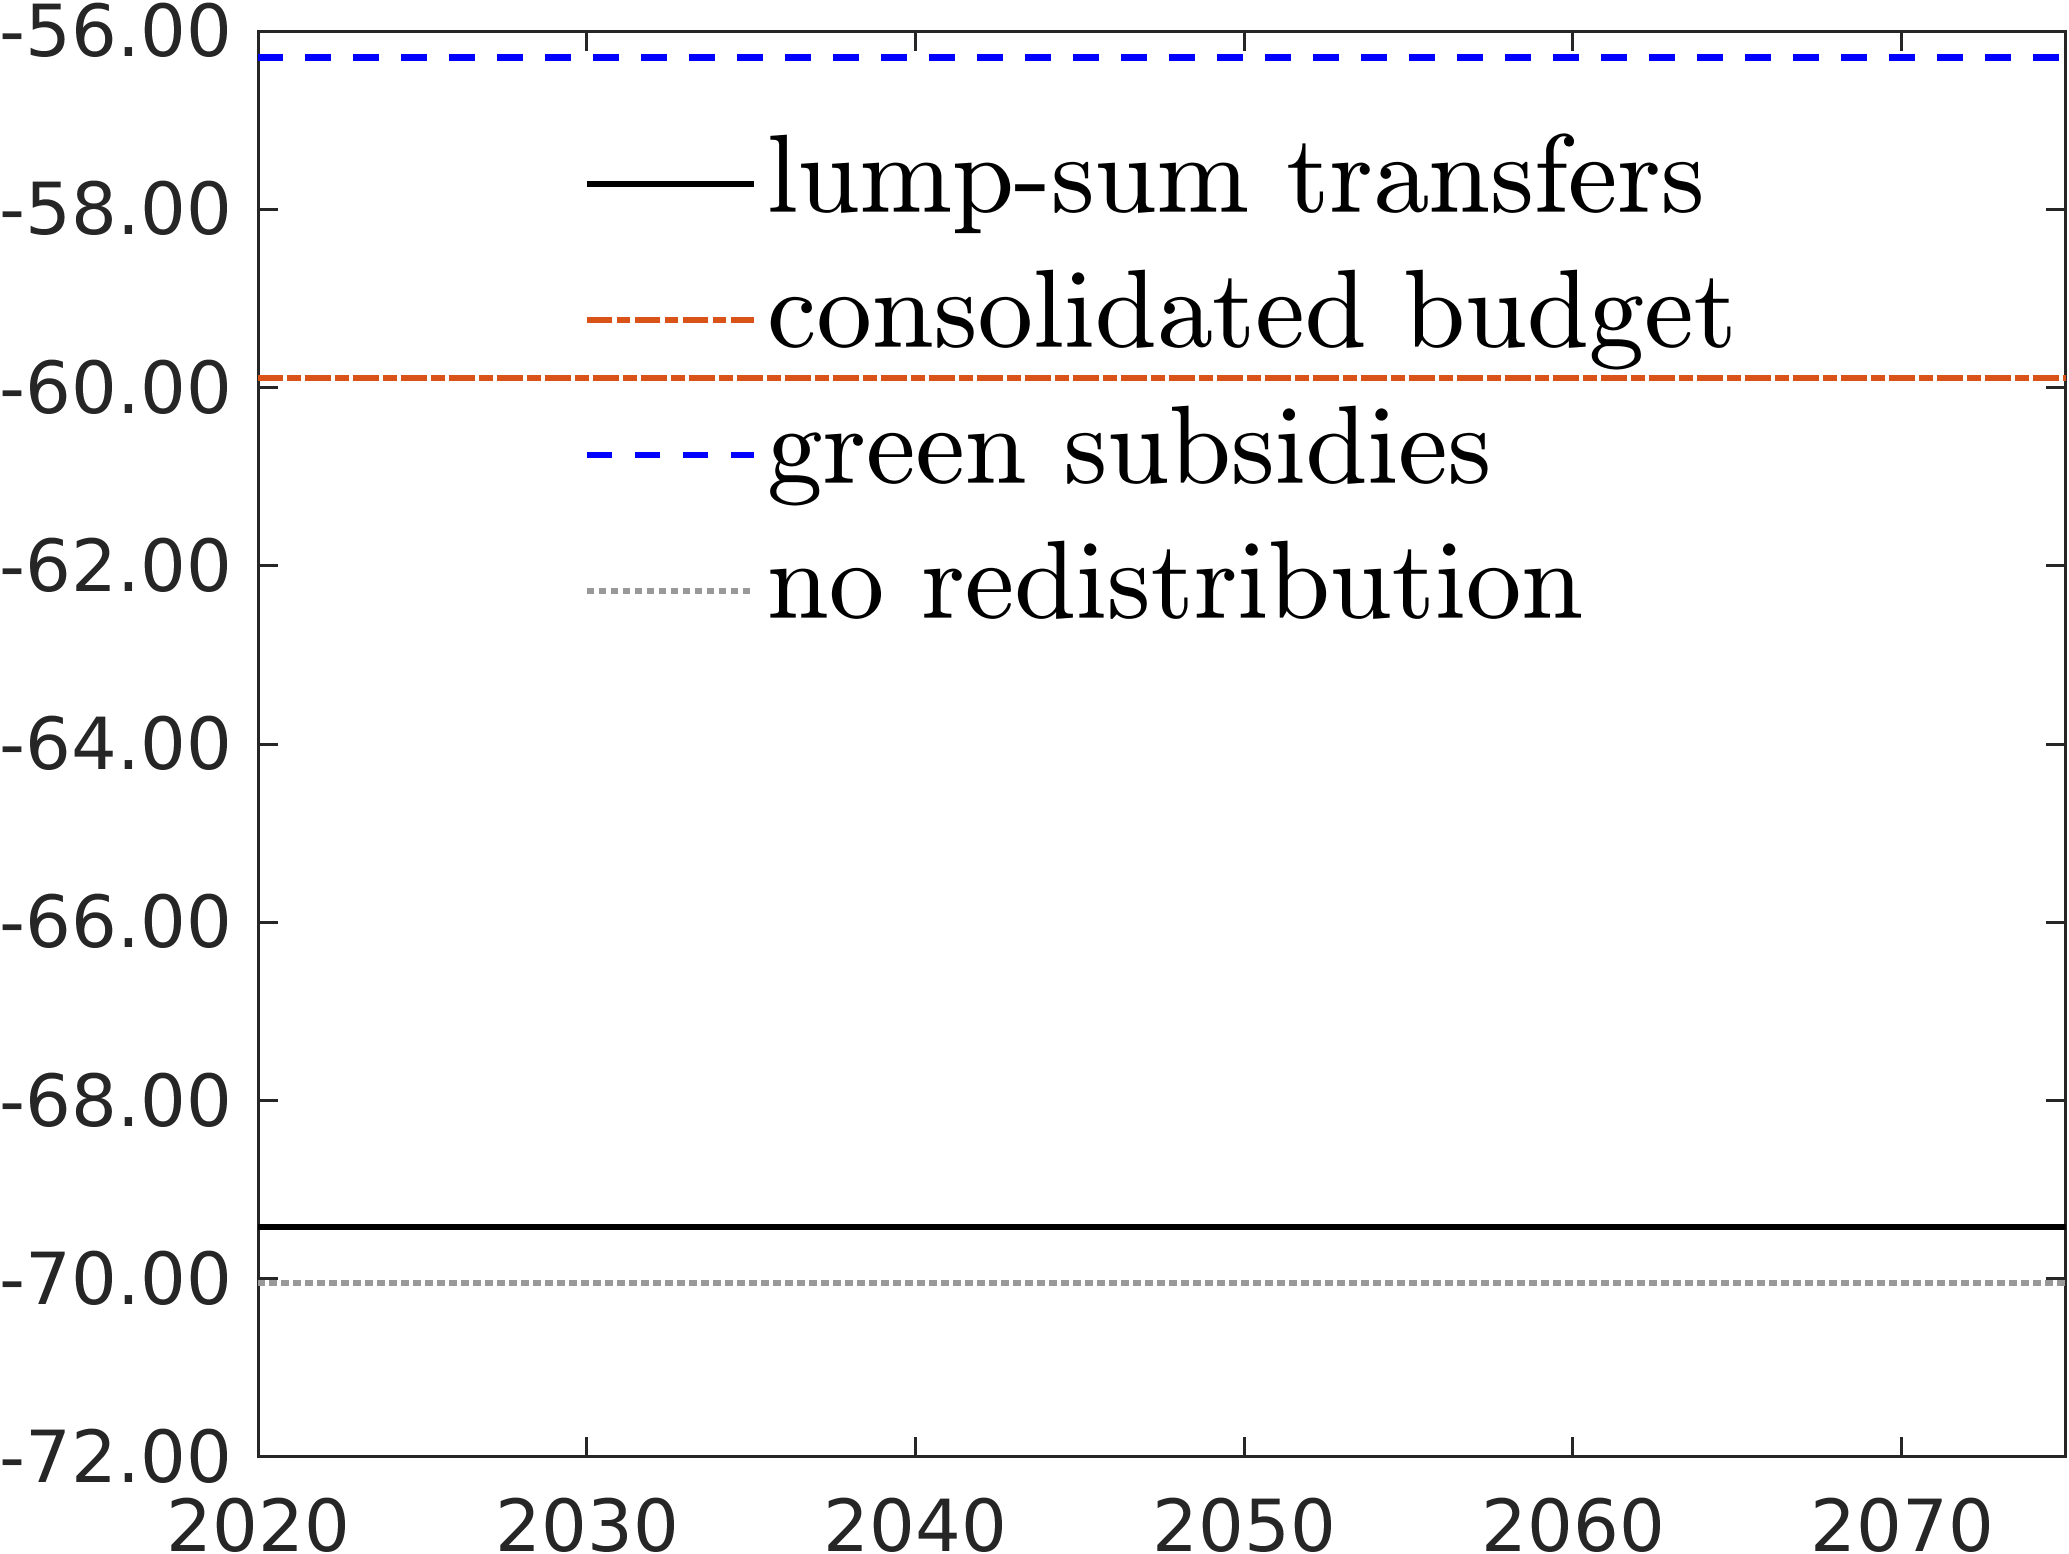 -56.00
-58.00
-60.00
-62.00
-64.00
-66.00
-68.00
-70.00
-72.00
lump-sum transfers
consolidated budget
green subsidies
no redistribution
2020 2030 2040 2050 2060 2070